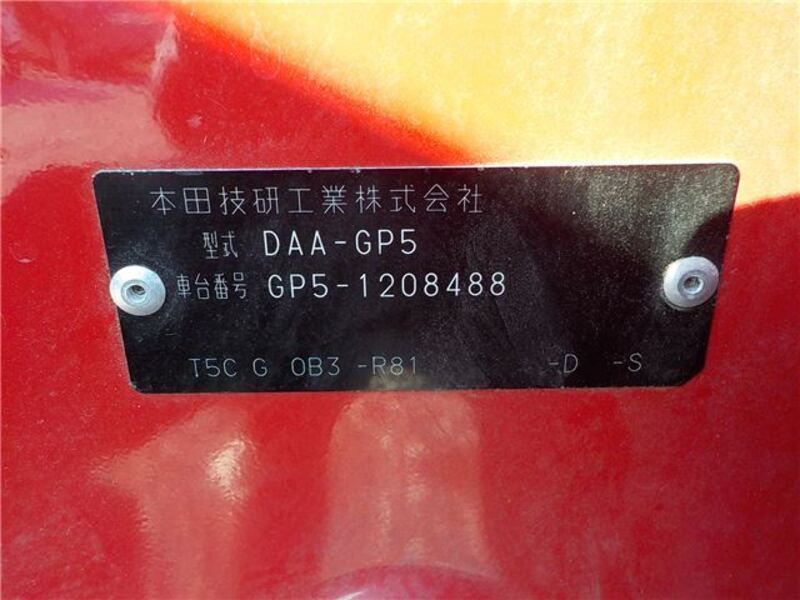 本田技研工業株式会社
型式 DAA-GP5
車台番号 GP5-1208488
T5C G OB3 -R81 -D -S